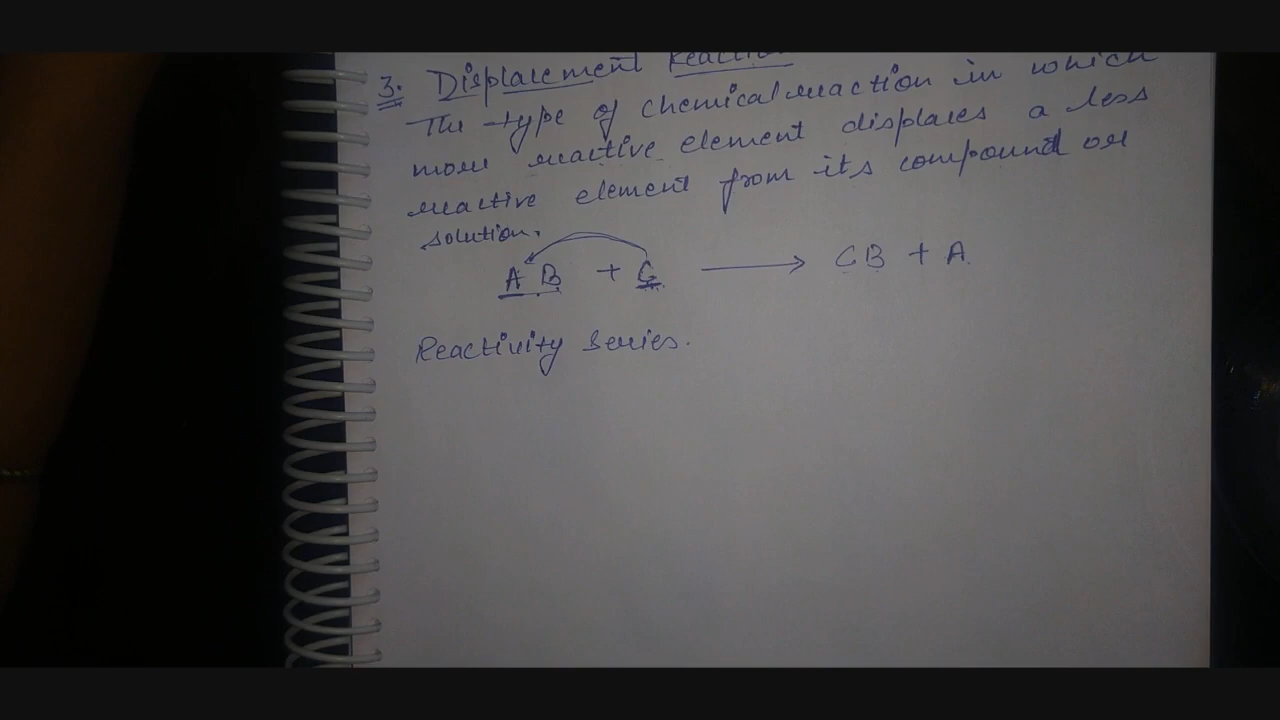 3. Displacement Reaction
The type of chemical reaction in which
more reactive element displaces a less
reactive element from its compound or
solution.
A B + C → CB + A
Reactivity Series.